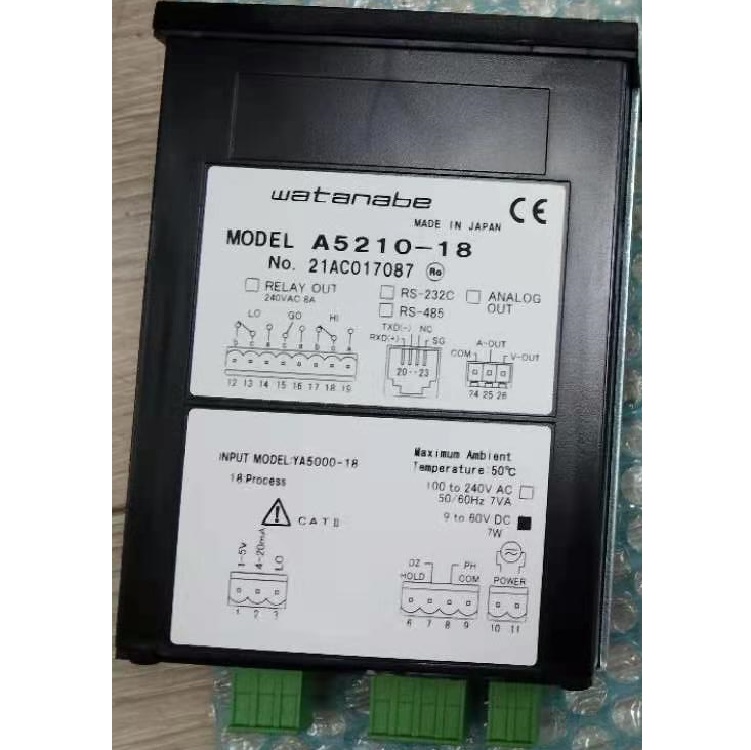 watanabe
CE
MADE IN JAPAN
MODEL A5210-18
No. 21AC017087 Ro
RELAY OUT
240VAC 8A
RS-232C
RS-485
ANALOG
OUT
LO GO HI
b c a c a b c a
12 13 14 15 16 17 18 19
TXD(-) NC
RXD(+) SG
20--23
A-OUT
COM V-OUT
24 25 26
INPUT MODEL:YA5000-18
18:Process
CAT II
1-5V
4-20mA
LO
1 2 3
Maximum Ambient
Temperature 50℃
100 to 240V AC
50/60Hz 7VA
9 to 60V DC
7W
DZ PH
HOLD COM
6 7 8 9
POWER
10 11